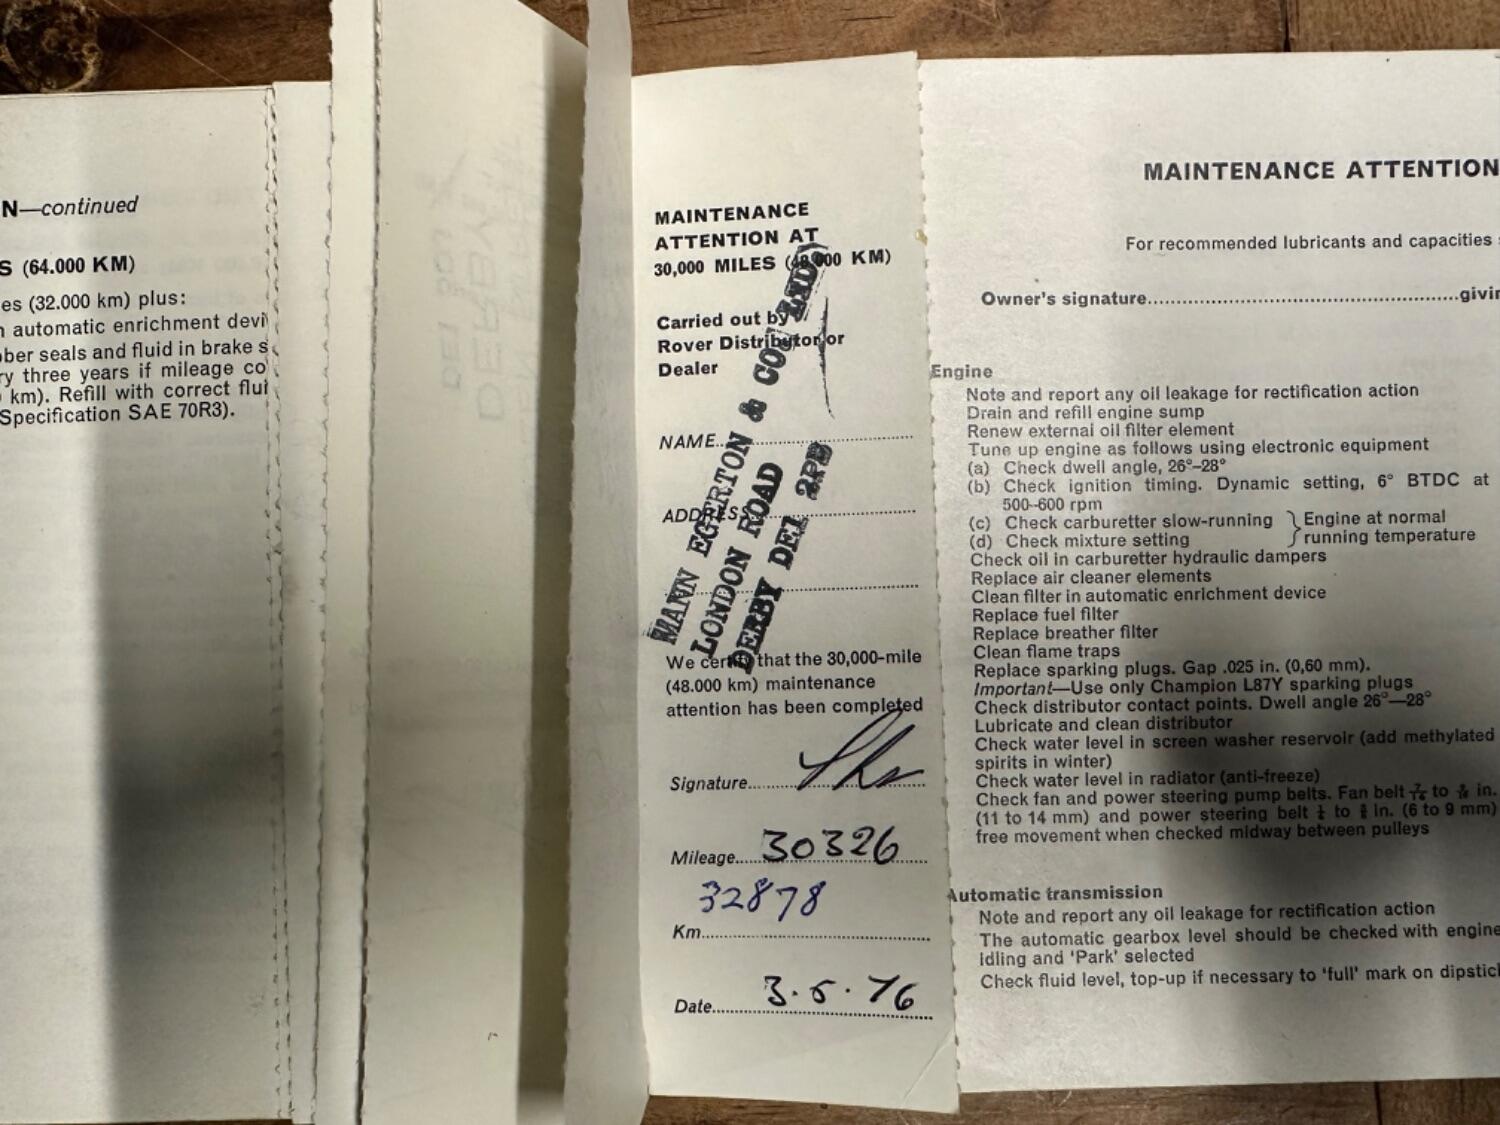 N—continued
S (64.000 KM)
es (32.000 km) plus:
automatic enrichment devi
ber seals and fluid in brake s
ry three years if mileage co
km). Refill with correct flui
Specification SAE 70R3).
MAINTENANCE
ATTENTION AT
30,000 MILES (48.000 KM)
Carried out by
Rover Distributor or
Dealer
NAME
ADDRESS
MANN EGERTON & CO. LTD.
LONDON ROAD
DERBY DE1 2PB
We certify that the 30,000-mile
(48.000 km) maintenance
attention has been completed
Signature
Mileage 30326
32878
Km
Date 3.5.76
MAINTENANCE ATTENTION
For recommended lubricants and capacities
Owner's signature givin
Engine
Note and report any oil leakage for rectification action
Drain and refill engine sump
Renew external oil filter element
Tune up engine as follows using electronic equipment
(a) Check dwell angle, 26°–28°
(b) Check ignition timing. Dynamic setting, 6° BTDC at
500–600 rpm
(c) Check carburetter slow-running } Engine at normal
(d) Check mixture setting } running temperature
Check oil in carburetter hydraulic dampers
Replace air cleaner elements
Clean filter in automatic enrichment device
Replace fuel filter
Replace breather filter
Clean flame traps
Replace sparking plugs. Gap .025 in. (0,60 mm).
Important—Use only Champion L87Y sparking plugs
Check distributor contact points. Dwell angle 26°—28°
Lubricate and clean distributor
Check water level in screen washer reservoir (add methylated
spirits in winter)
Check water level in radiator (anti-freeze)
Check fan and power steering pump belts. Fan belt to in.
(11 to 14 mm) and power steering belt to in. (6 to 9 mm)
free movement when checked midway between pulleys
Automatic transmission
Note and report any oil leakage for rectification action
The automatic gearbox level should be checked with engine
idling and 'Park' selected
Check fluid level, top-up if necessary to 'full' mark on dipstick